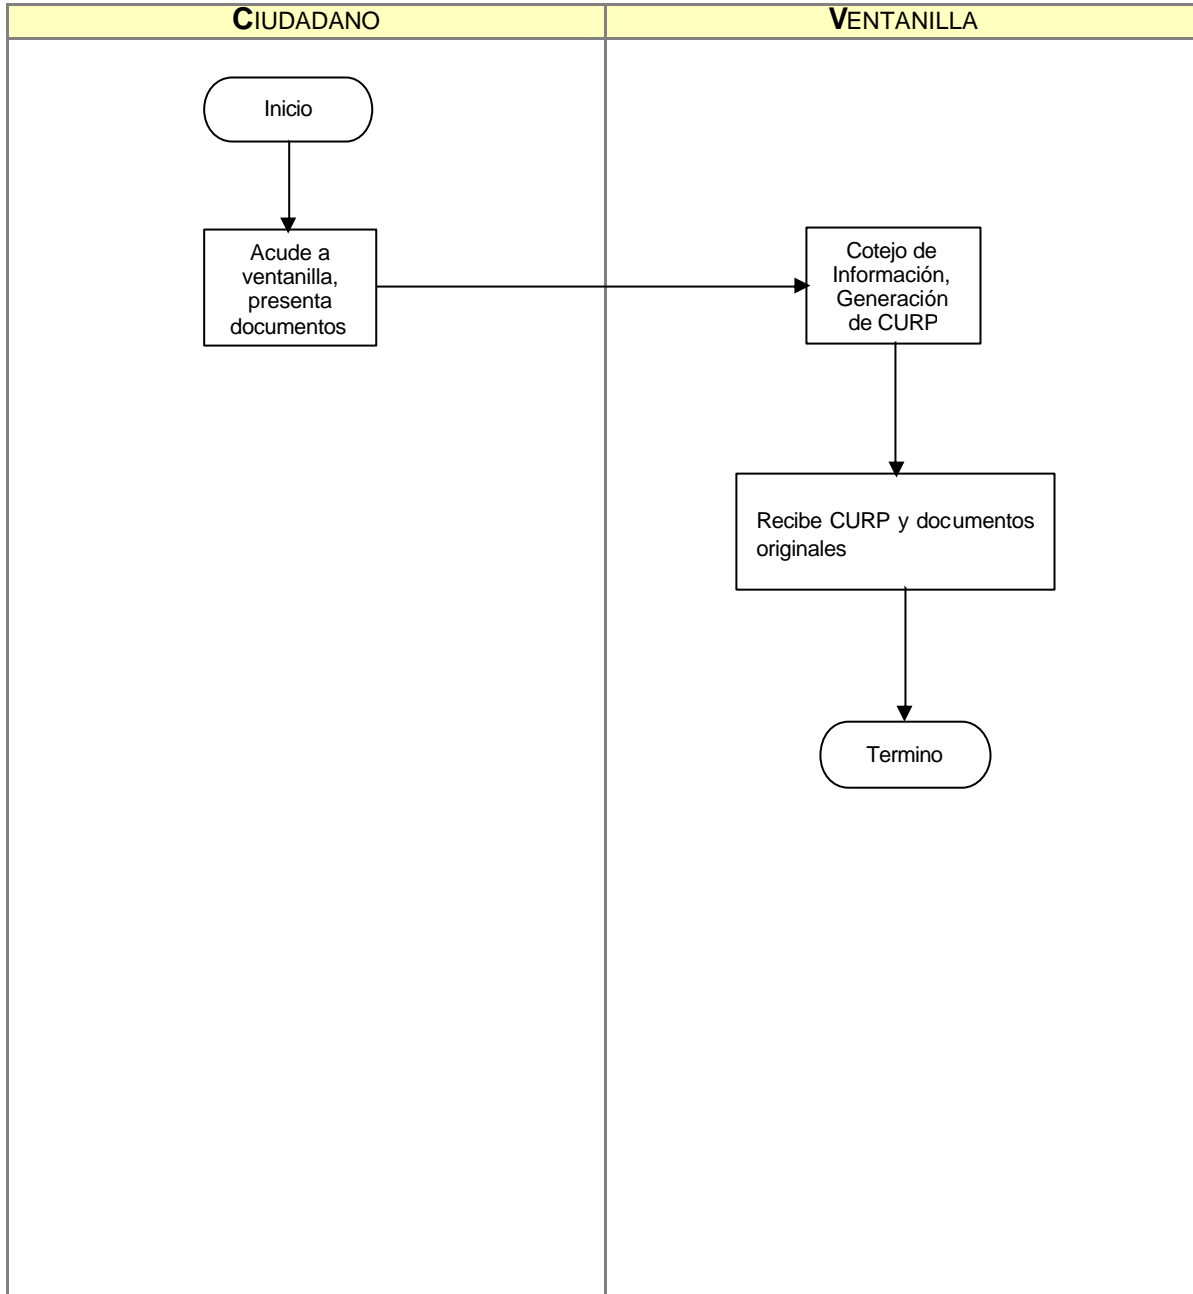 CIUDADANO
VENTANILLA
Inicio
Acude a
ventanilla,
presenta
documentos
Cotejo de
Información,
Generación
de CURP
Recibe CURP y documentos
originales
Termino